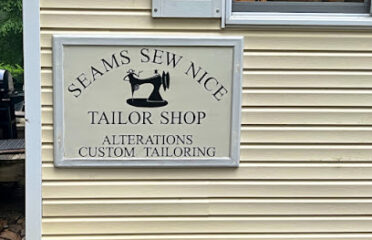 SEAMS SEW NICE
TAILOR SHOP
ALTERATIONS
CUSTOM TAILORING